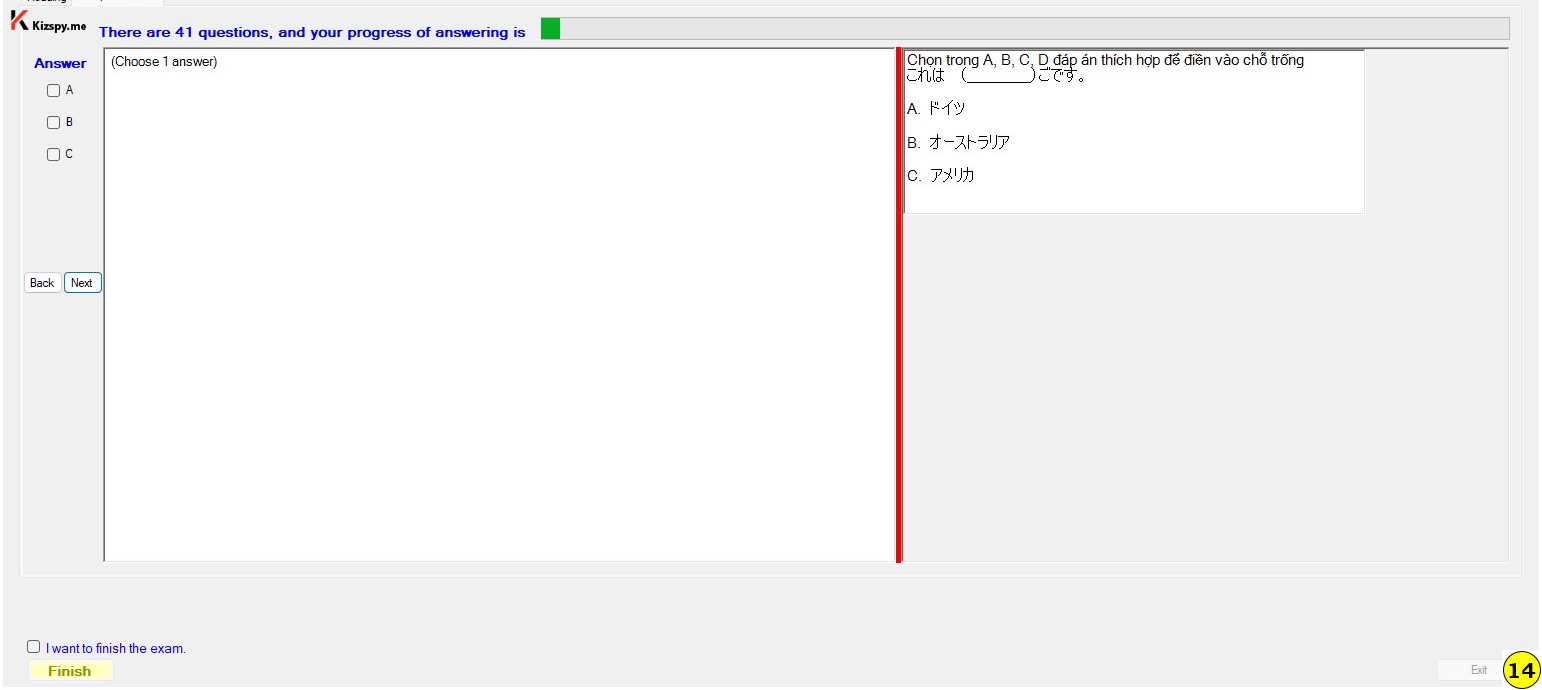 Kizspy.me
There are 41 questions, and your progress of answering is
Answer
(Choose 1 answer)
A
B
C
Back
Next
Chọn trong A, B, C, D đáp án thích hợp để điền vào chỗ trống
これは (________)ごです。
A. ドイツ
B. オーストラリア
C. アメリカ
I want to finish the exam.
Finish
Exit
14